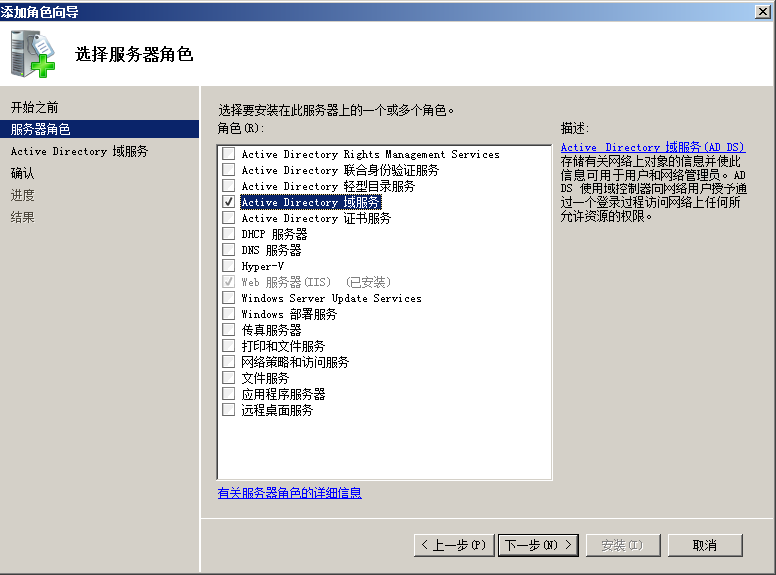 添加角色向导
选择服务器角色
开始之前
服务器角色
Active Directory 域服务
确认
进度
结果
选择要安装在此服务器上的一个或多个角色。
角色(R):
Active Directory Rights Management Services
Active Directory 联合身份验证服务
Active Directory 轻型目录服务
Active Directory 域服务
Active Directory 证书服务
DHCP 服务器
DNS 服务器
Hyper-V
Web 服务器(IIS) (已安装)
Windows Server Update Services
Windows 部署服务
传真服务器
打印和文件服务
网络策略和访问服务
文件服务
应用程序服务器
远程桌面服务
有关服务器角色的详细信息
描述:
Active Directory 域服务(AD DS)
存储有关网络上对象的信息并使此
信息可用于用户和网络管理员。AD
DS 使用域控制器向网络用户授予通
过一个登录过程访问网络上任何所
允许资源的权限。
< 上一步(P)
下一步(N) >
安装(I)
取消